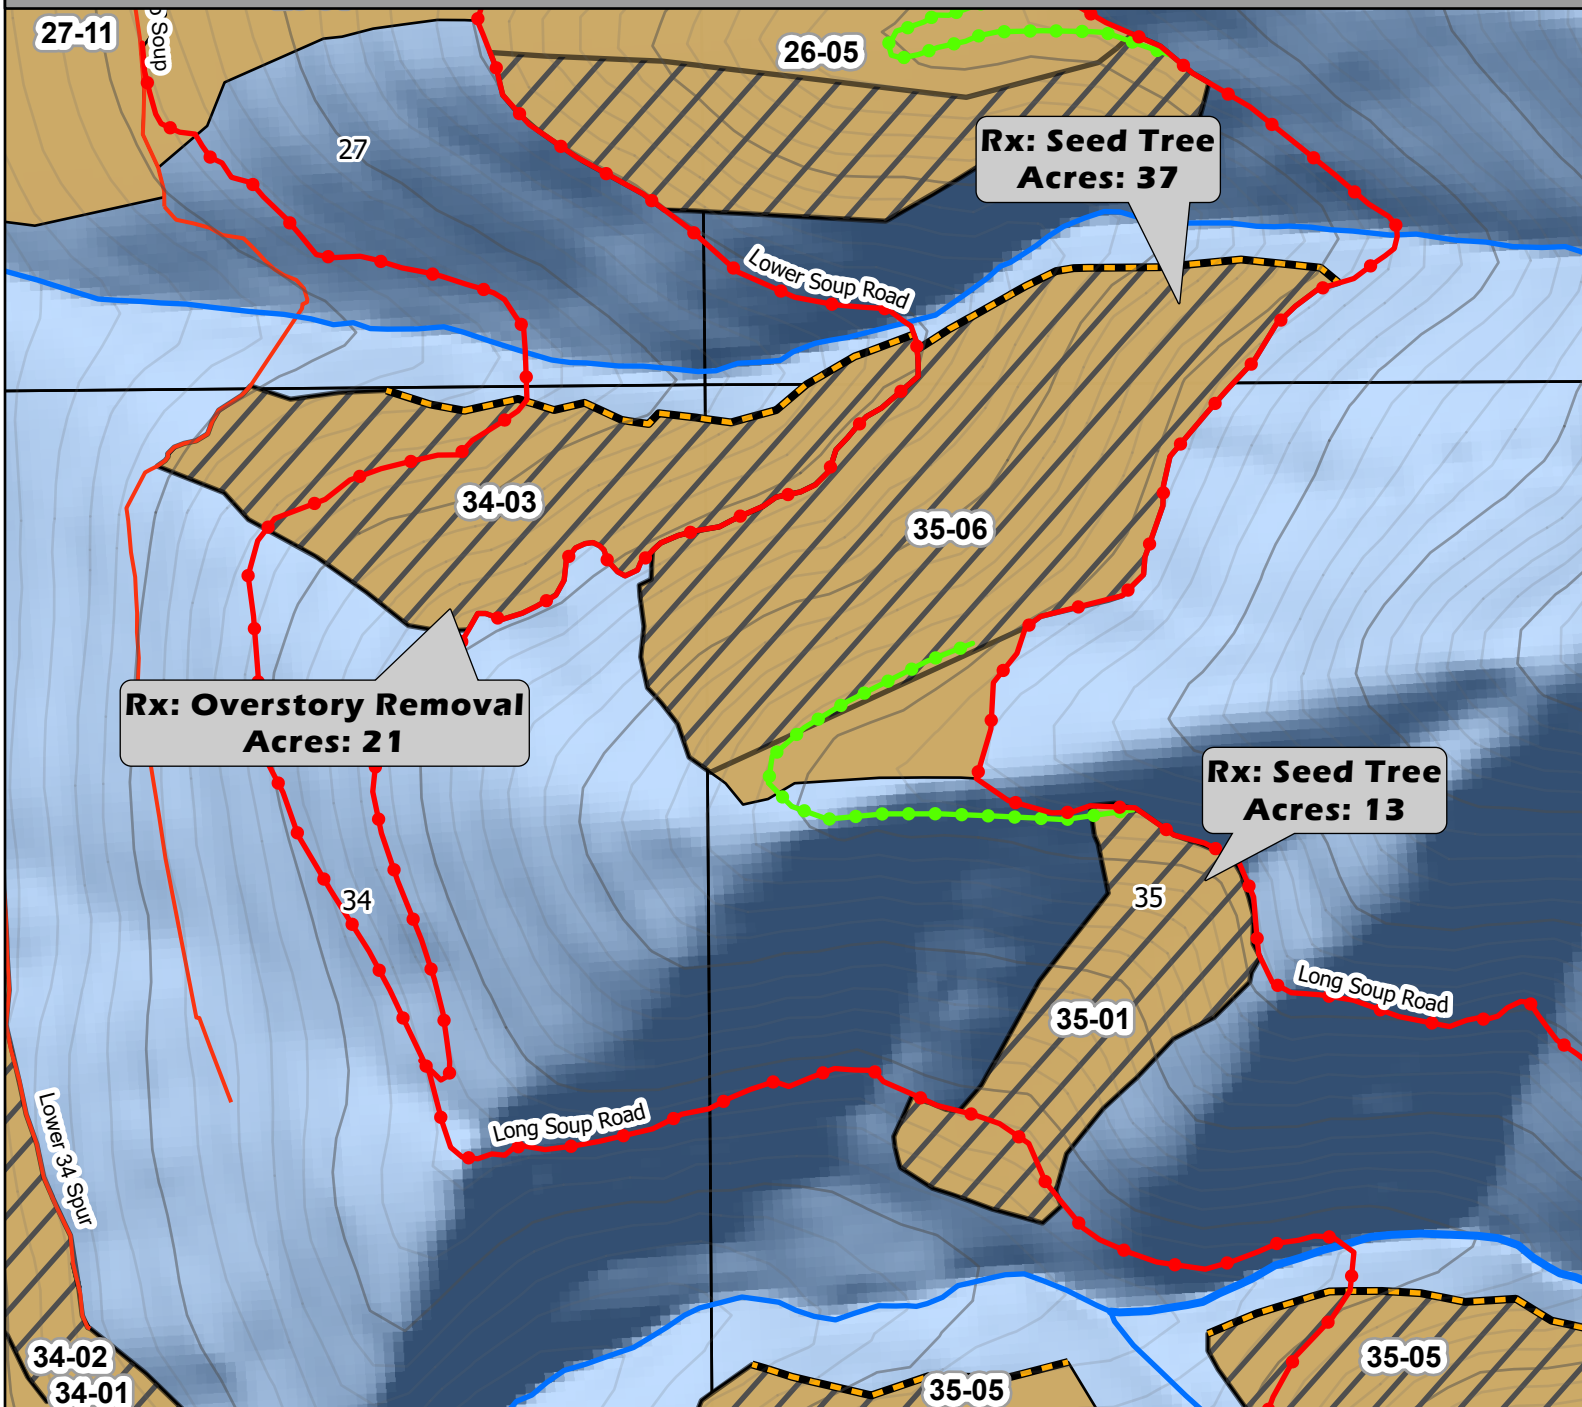 27-11
Soup
26-05
27
Rx: Seed Tree
Acres: 37
Lower Soup Road
34-03
35-06
Rx: Overstory Removal
Acres: 21
Rx: Seed Tree
Acres: 13
34
35
35-01
Long Soup Road
Long Soup Road
Lower 34 Spur
34-02
34-01
35-05
35-05